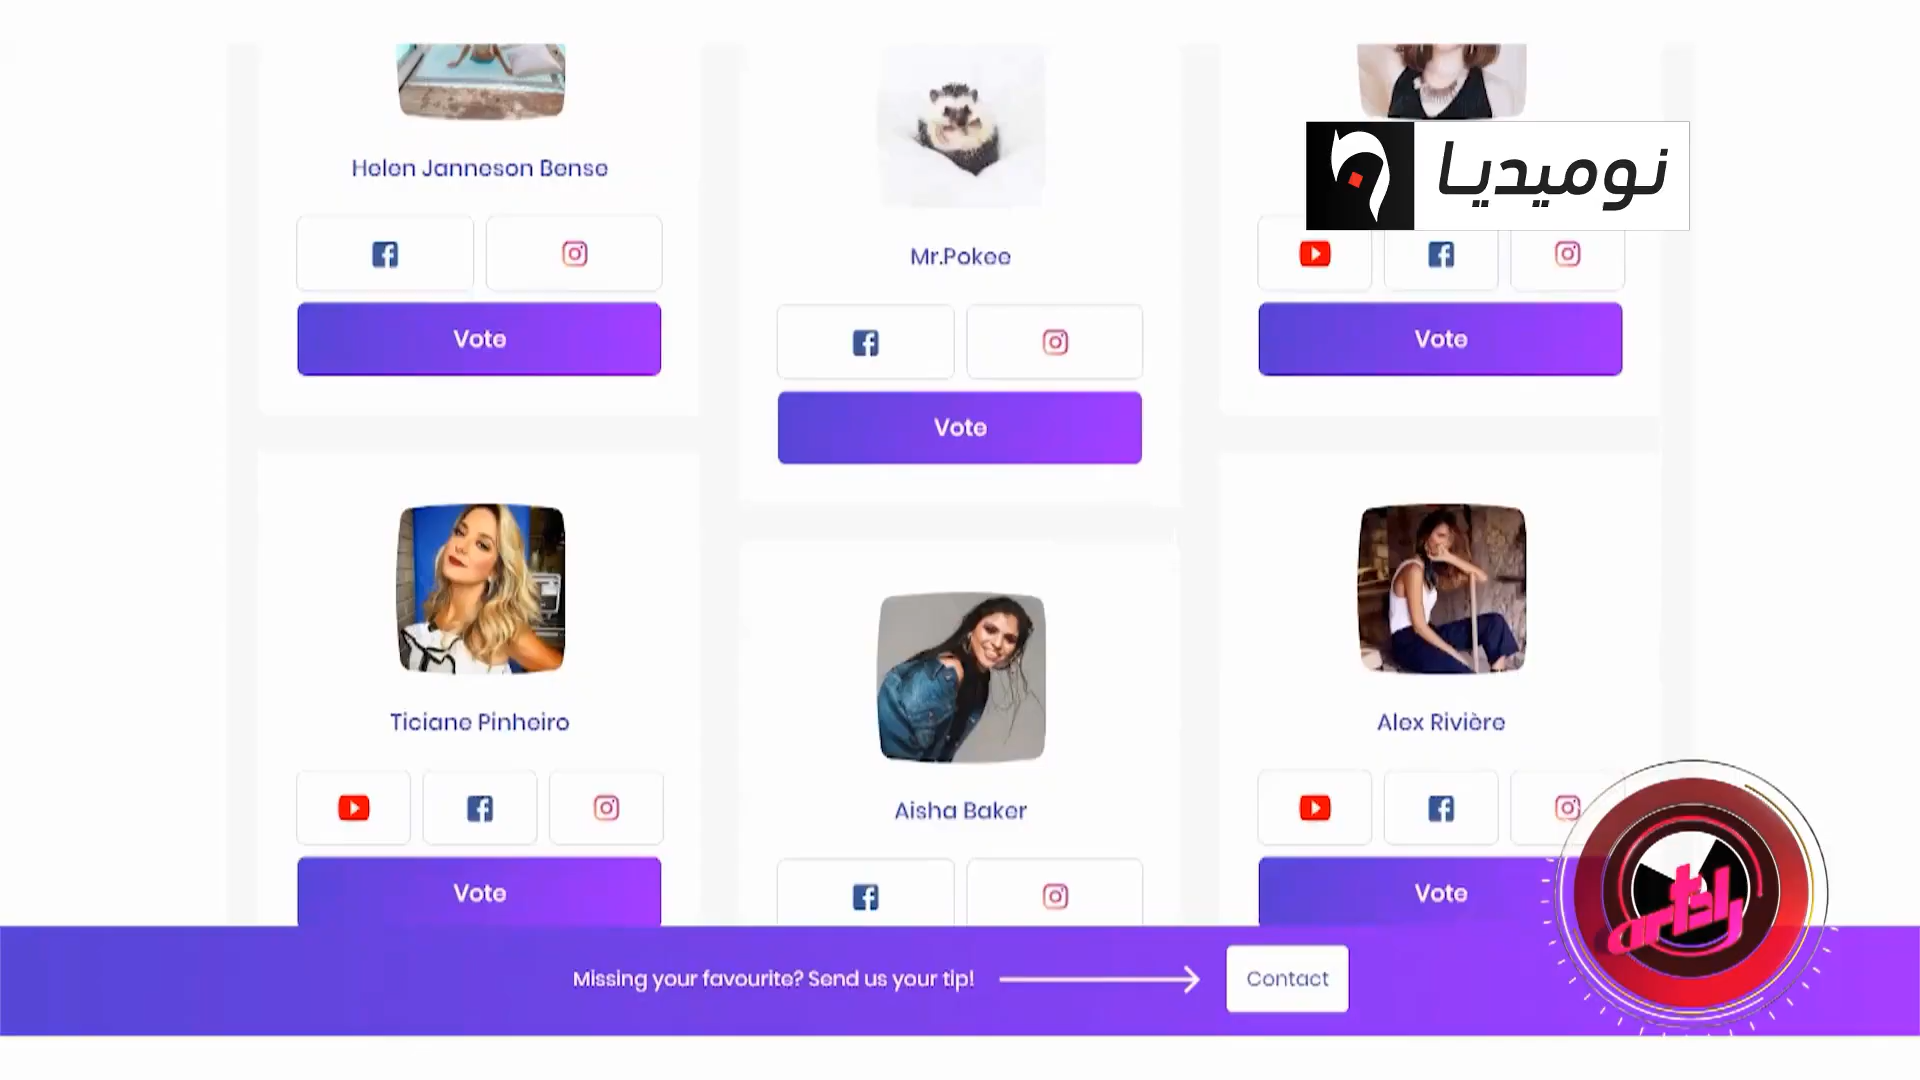 نوميديا
Helen Janneson Bense
Mr.Pokee
Vote
Vote
Vote
Ticiane Pinheiro
Aisha Baker
Alex Rivière
Vote
Vote
Missing your favourite? Send us your tip!
Contact